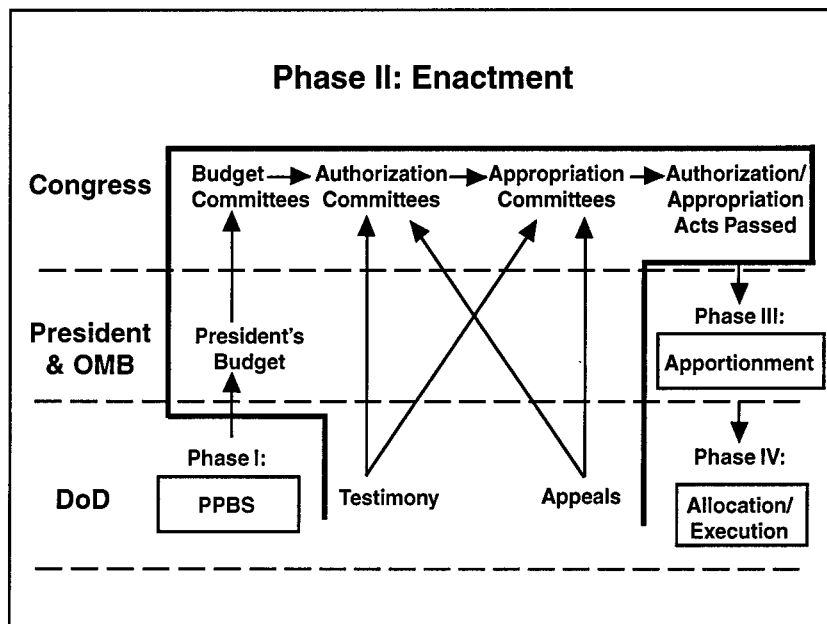 Phase II: Enactment
Congress
Budget
Committees
Authorization
Committees
Appropriation
Committees
Authorization/
Appropriation
Acts Passed
President
& OMB
President's
Budget
Phase III:
Apportionment
DoD
Phase I:
PPBS
Testimony
Appeals
Phase IV:
Allocation/
Execution